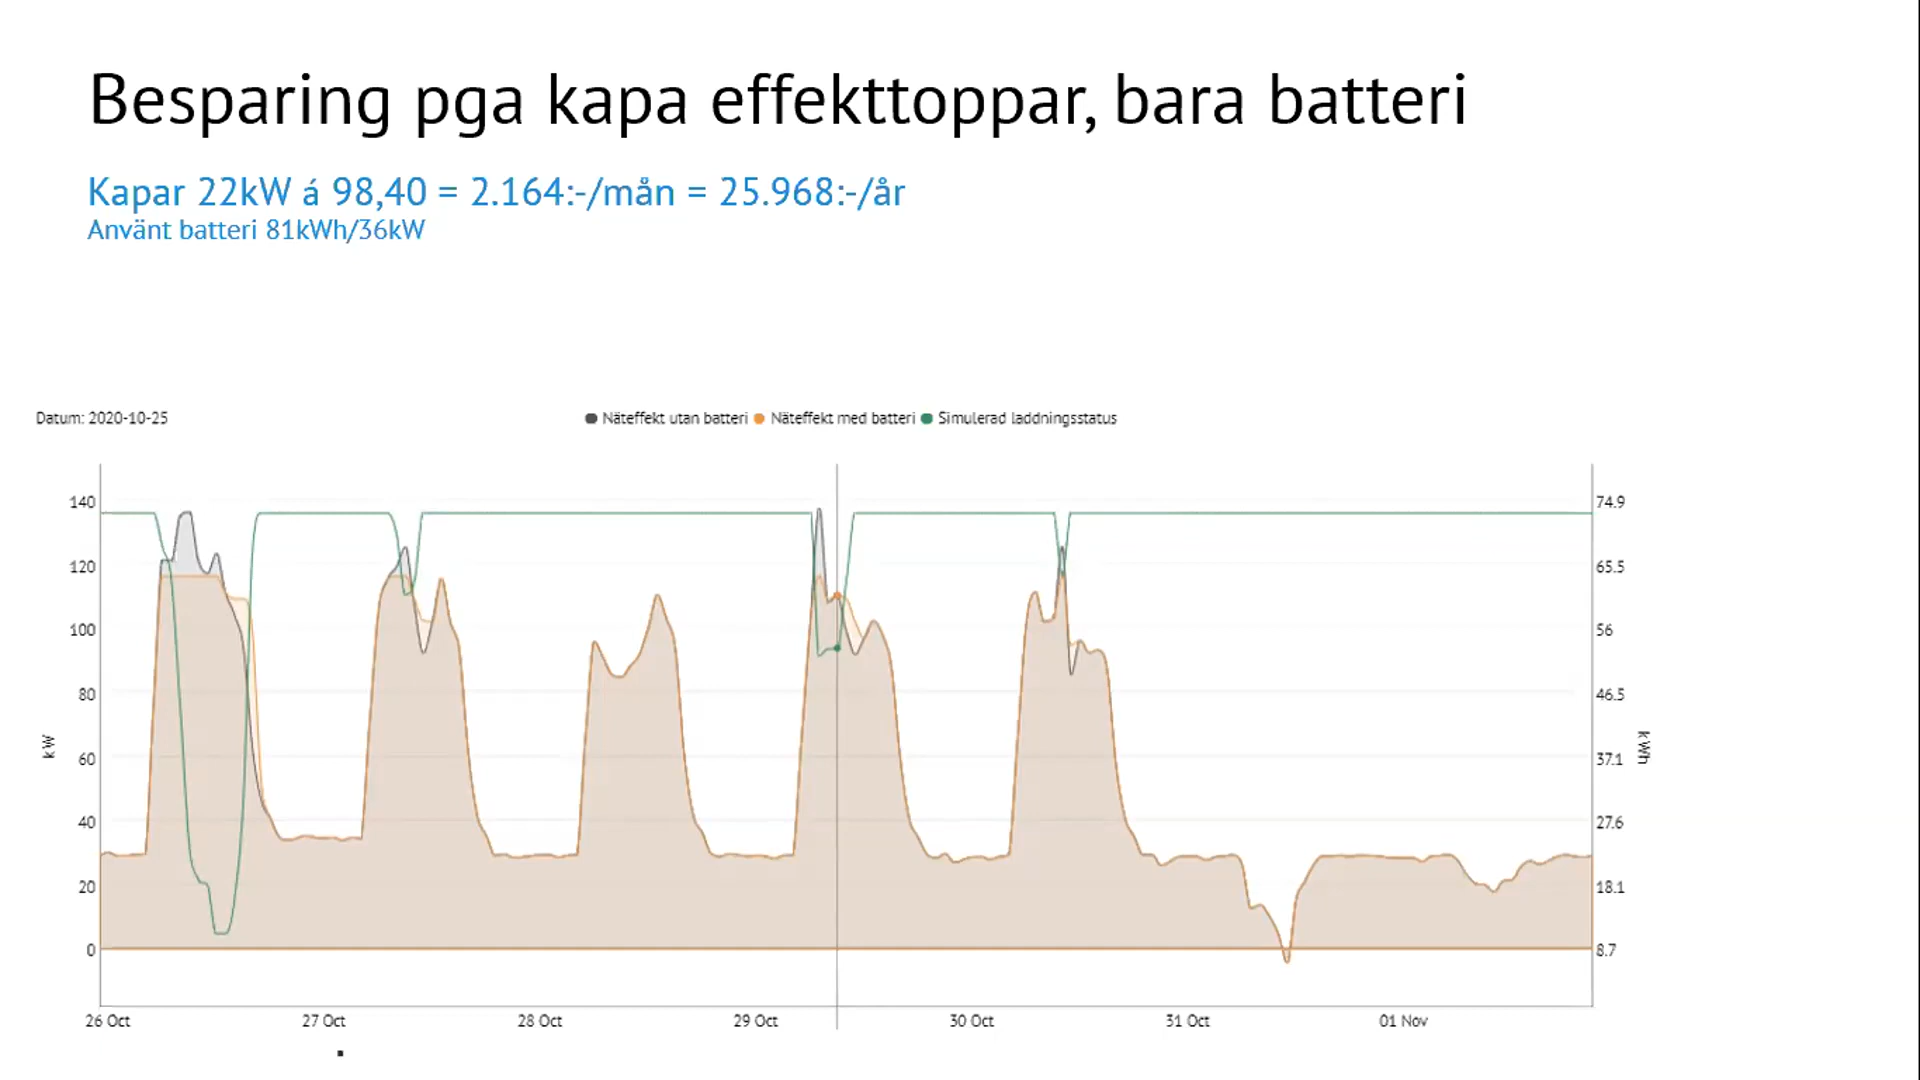 Besparing pga kapa effekttoppar, bara batteri
Kapar 22kW á 98,40 = 2.164:-/mån = 25.968:-/år
Använt batteri 81kWh/36kW
Datum: 2020-10-25
Näteffekt utan batteri Näteffekt med batteri Simulerad laddningsstatus
140 74.9
120 65.5
100 56
80 46.5
kW kWh
60 37.1
40 27.6
20 18.1
0 8.7
26 Oct 27 Oct 28 Oct 29 Oct 30 Oct 31 Oct 01 Nov